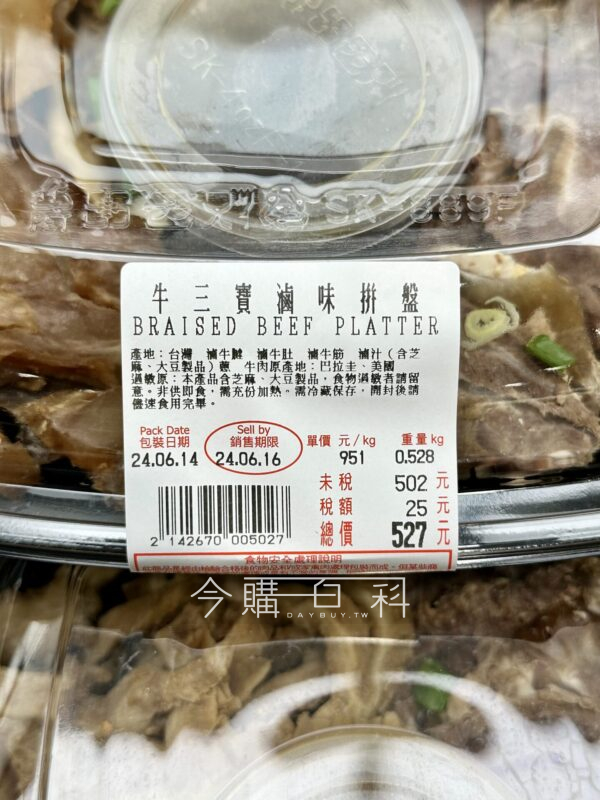 SK-889F
牛三寶滷味拼盤
BRAISED BEEF PLATTER
產地：台灣 滷牛腱 滷牛肚 滷牛筋 滷汁（含芝
麻、大豆製品）蔥 牛肉原產地：巴拉圭、美國
過敏原：本產品含芝麻、大豆製品，食物過敏者請留
意。非供即食，需充份加熱。需冷藏保存，開封後請
儘速食用完畢。
Pack Date Sell by
包裝日期 銷售期限 單價 元/kg 重量kg
24.06.14 24.06.16 951 0.528
未稅 502 元
稅額 25 元
總價 527 元
2 142670 005027
食物安全處理說明
今購百科
DAYBUY.TW